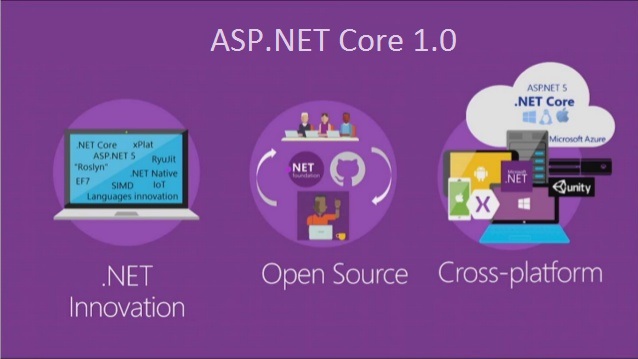 ASP.NET Core 1.0
.NET Core xPlat
ASP.NET 5
"Roslyn" RyuJit
.NET Native
EF7 SIMD IoT
Languages innovation
.NET
Innovation
NET
foundation
Open Source
ASP.NET 5
.NET Core
Microsoft Azure
Microsoft
.NET
unity
Cross-platform